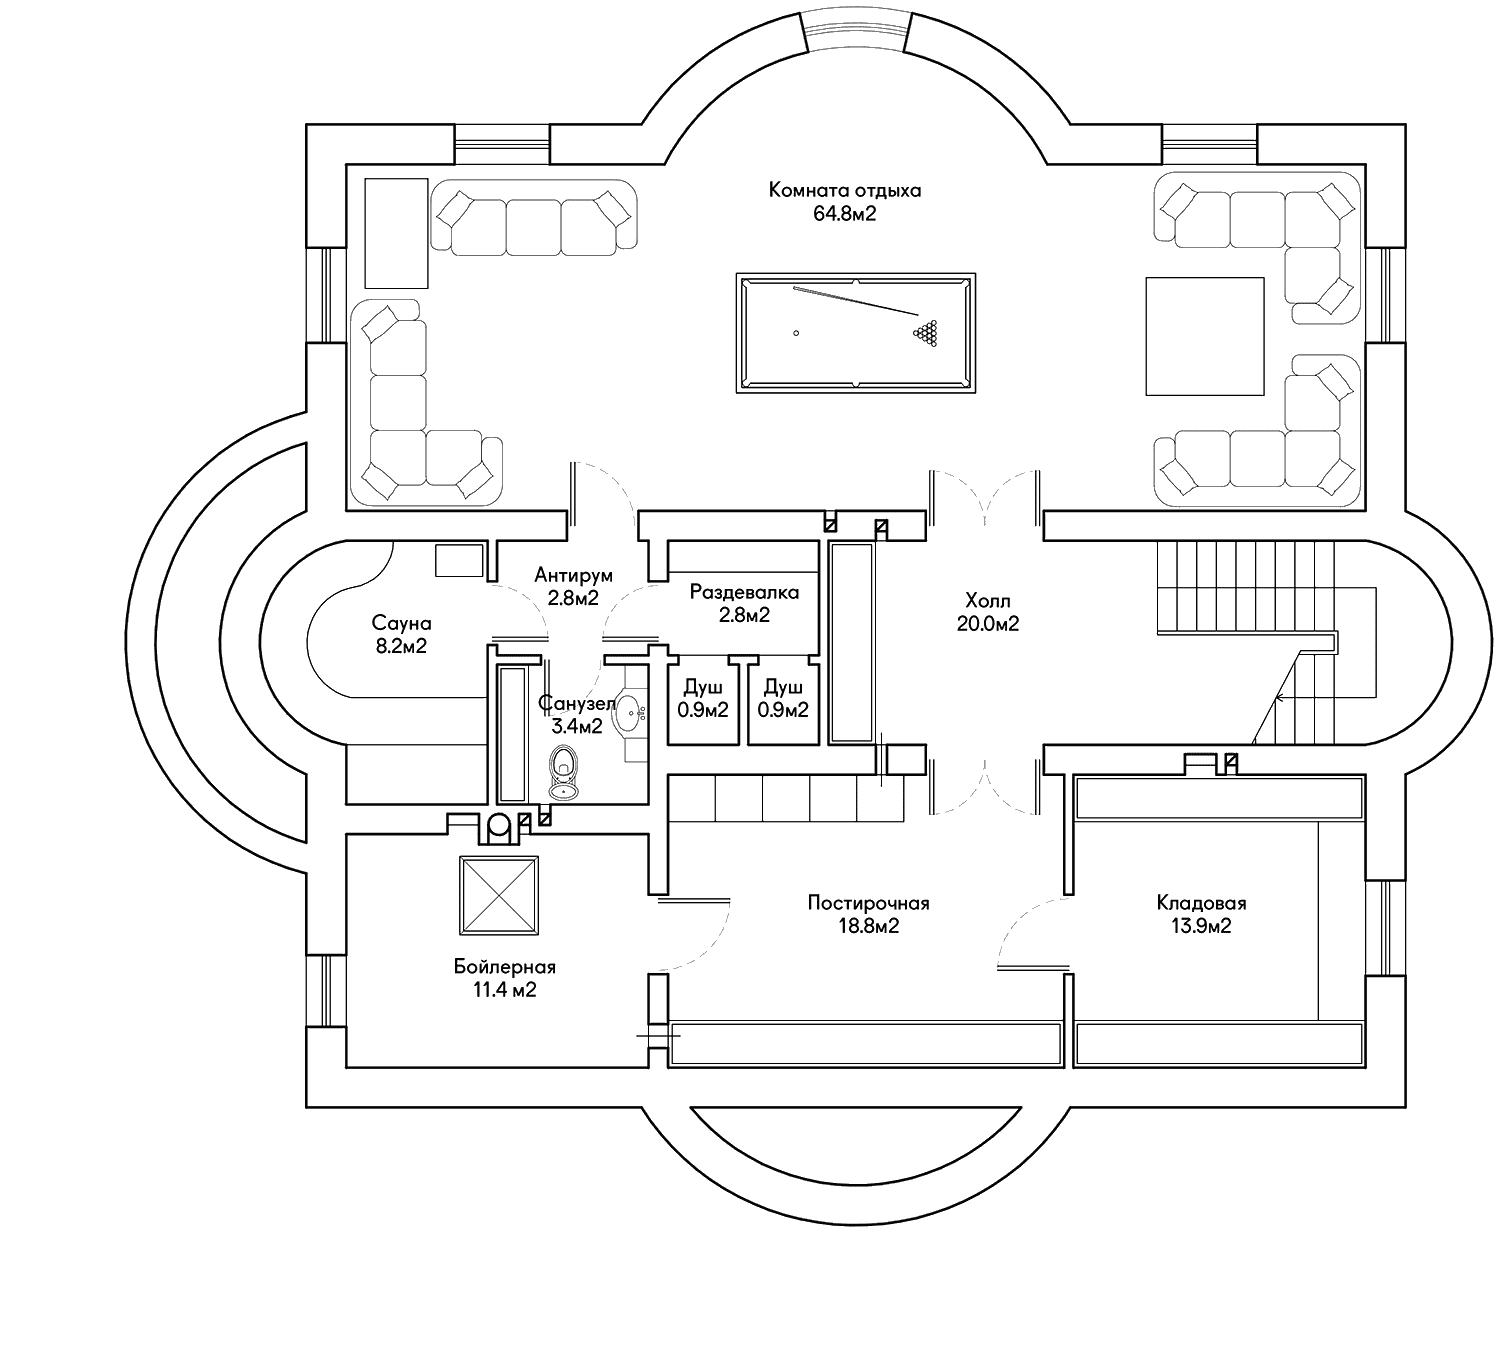 Комната отдыха
64.8м2
Антирум
2.8м2
Раздевалка
2.8м2
Холл
20.0м2
Сауна
8.2м2
Душ
0.9м2
Душ
0.9м2
Санузел
3.4м2
Постирочная
18.8м2
Кладовая
13.9м2
Бойлерная
11.4 м2